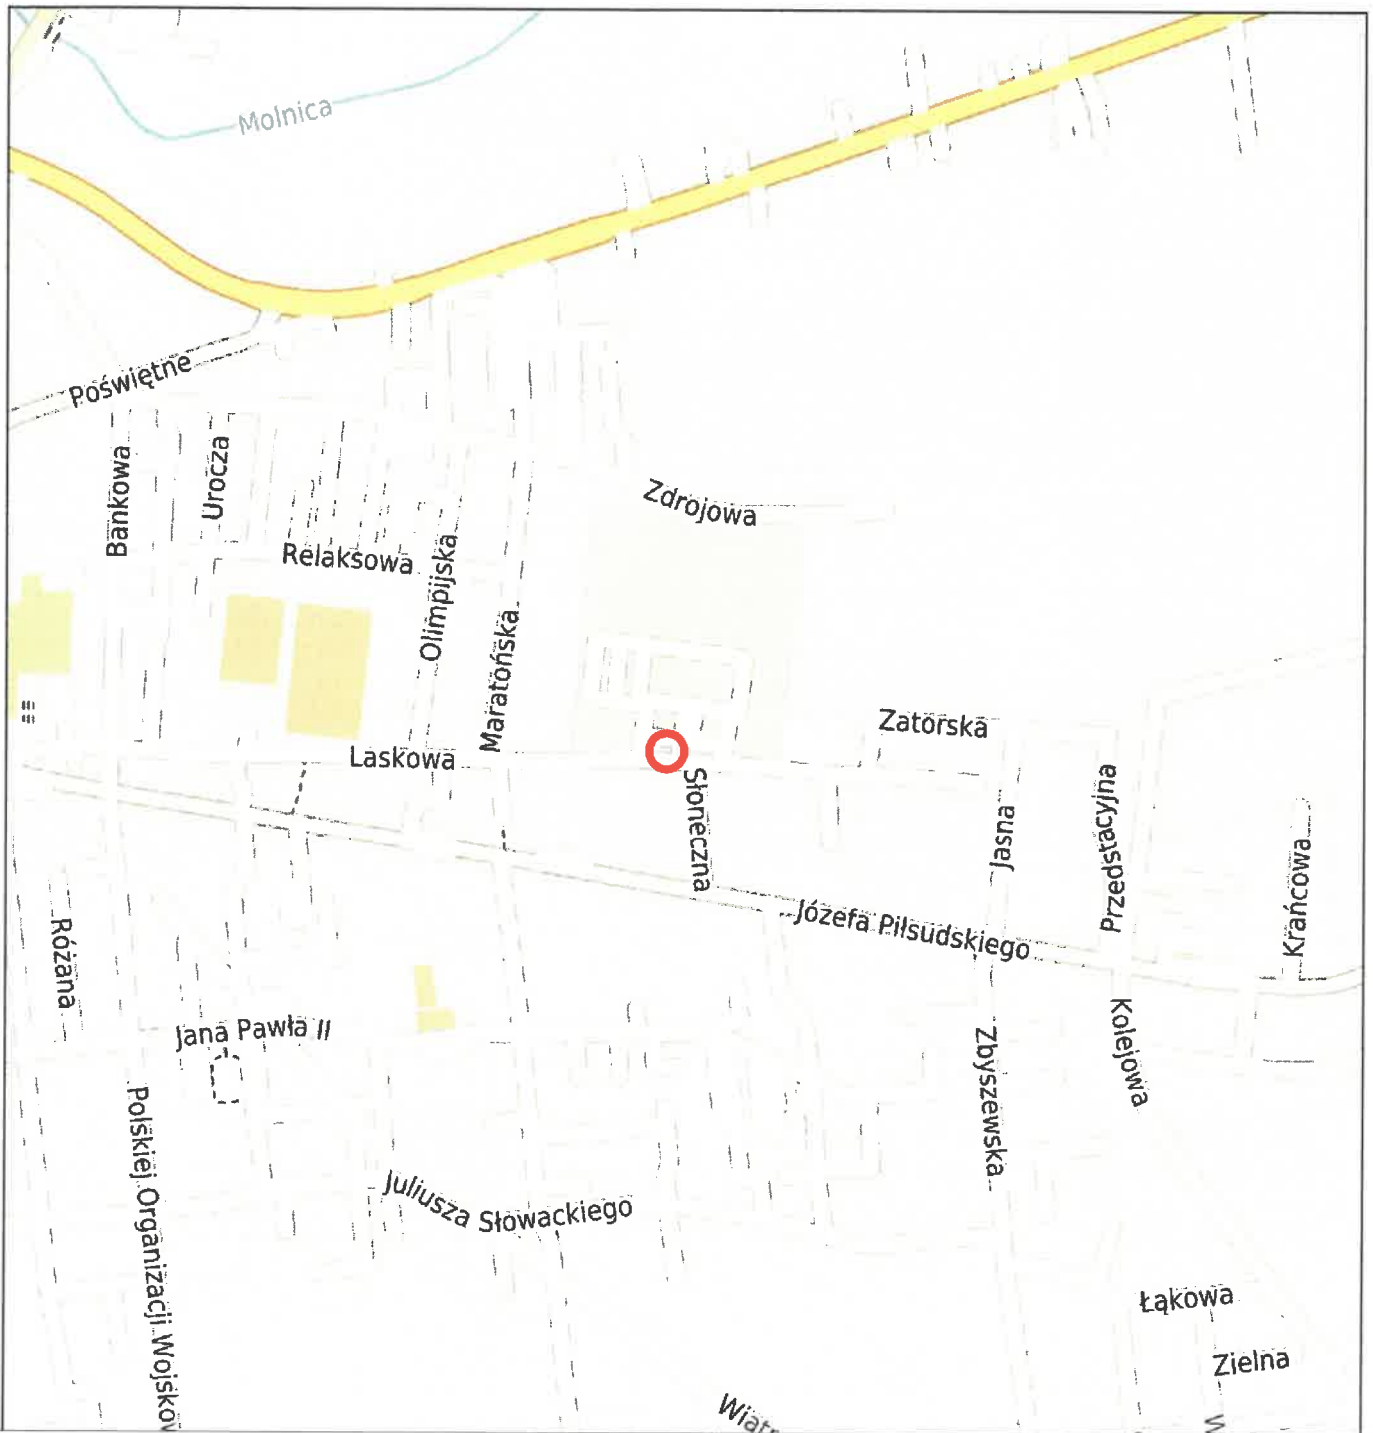 Molnica
Poświętne
Bankowa
Urocza
Zdrojowa
Relaksowa
Olimpijska
Maratońska
Laskowa
Zatorska
Słoneczna
Jasna
Przedstacyjna
Krańcowa
Józefa Piłsudskiego
Różana
Jana Pawła II
Kolejowa
Zbyszewska
Polskiej Organizacji Wojskow
Juliusza Słowackiego
Łąkowa
Zielna